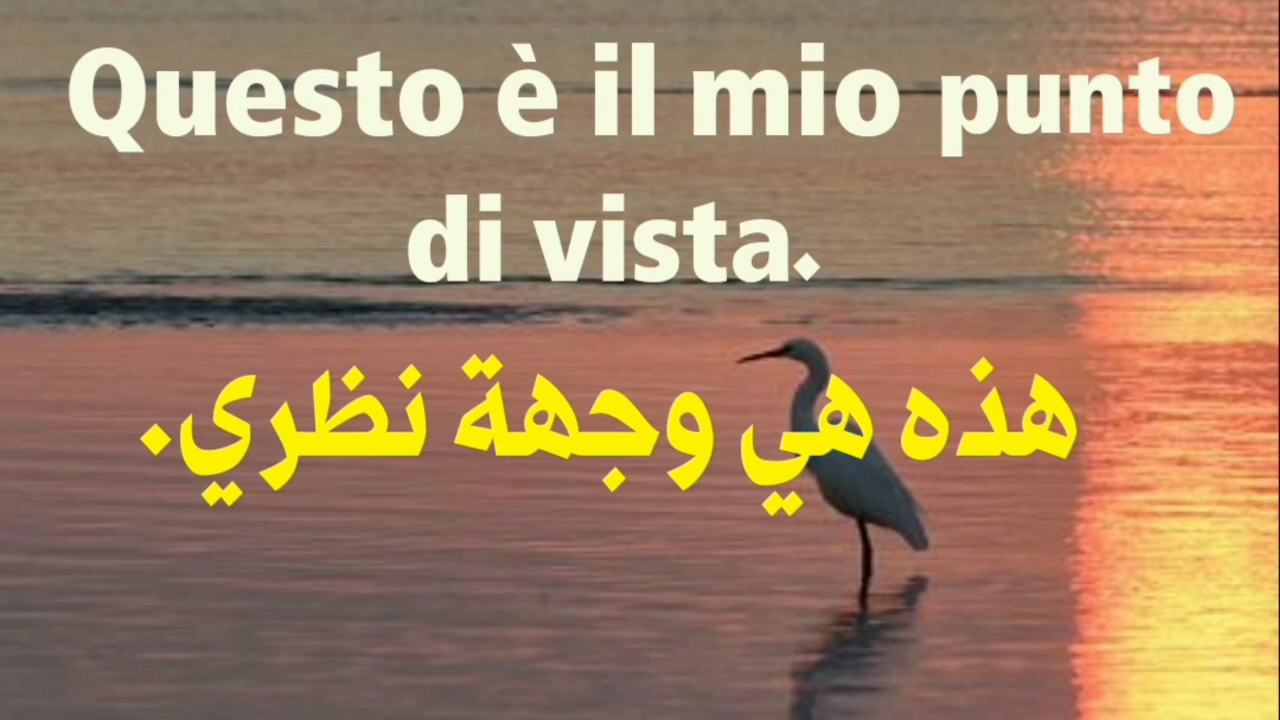 Questo è il mio punto
di vista.
هذه هي وجهة نظري.